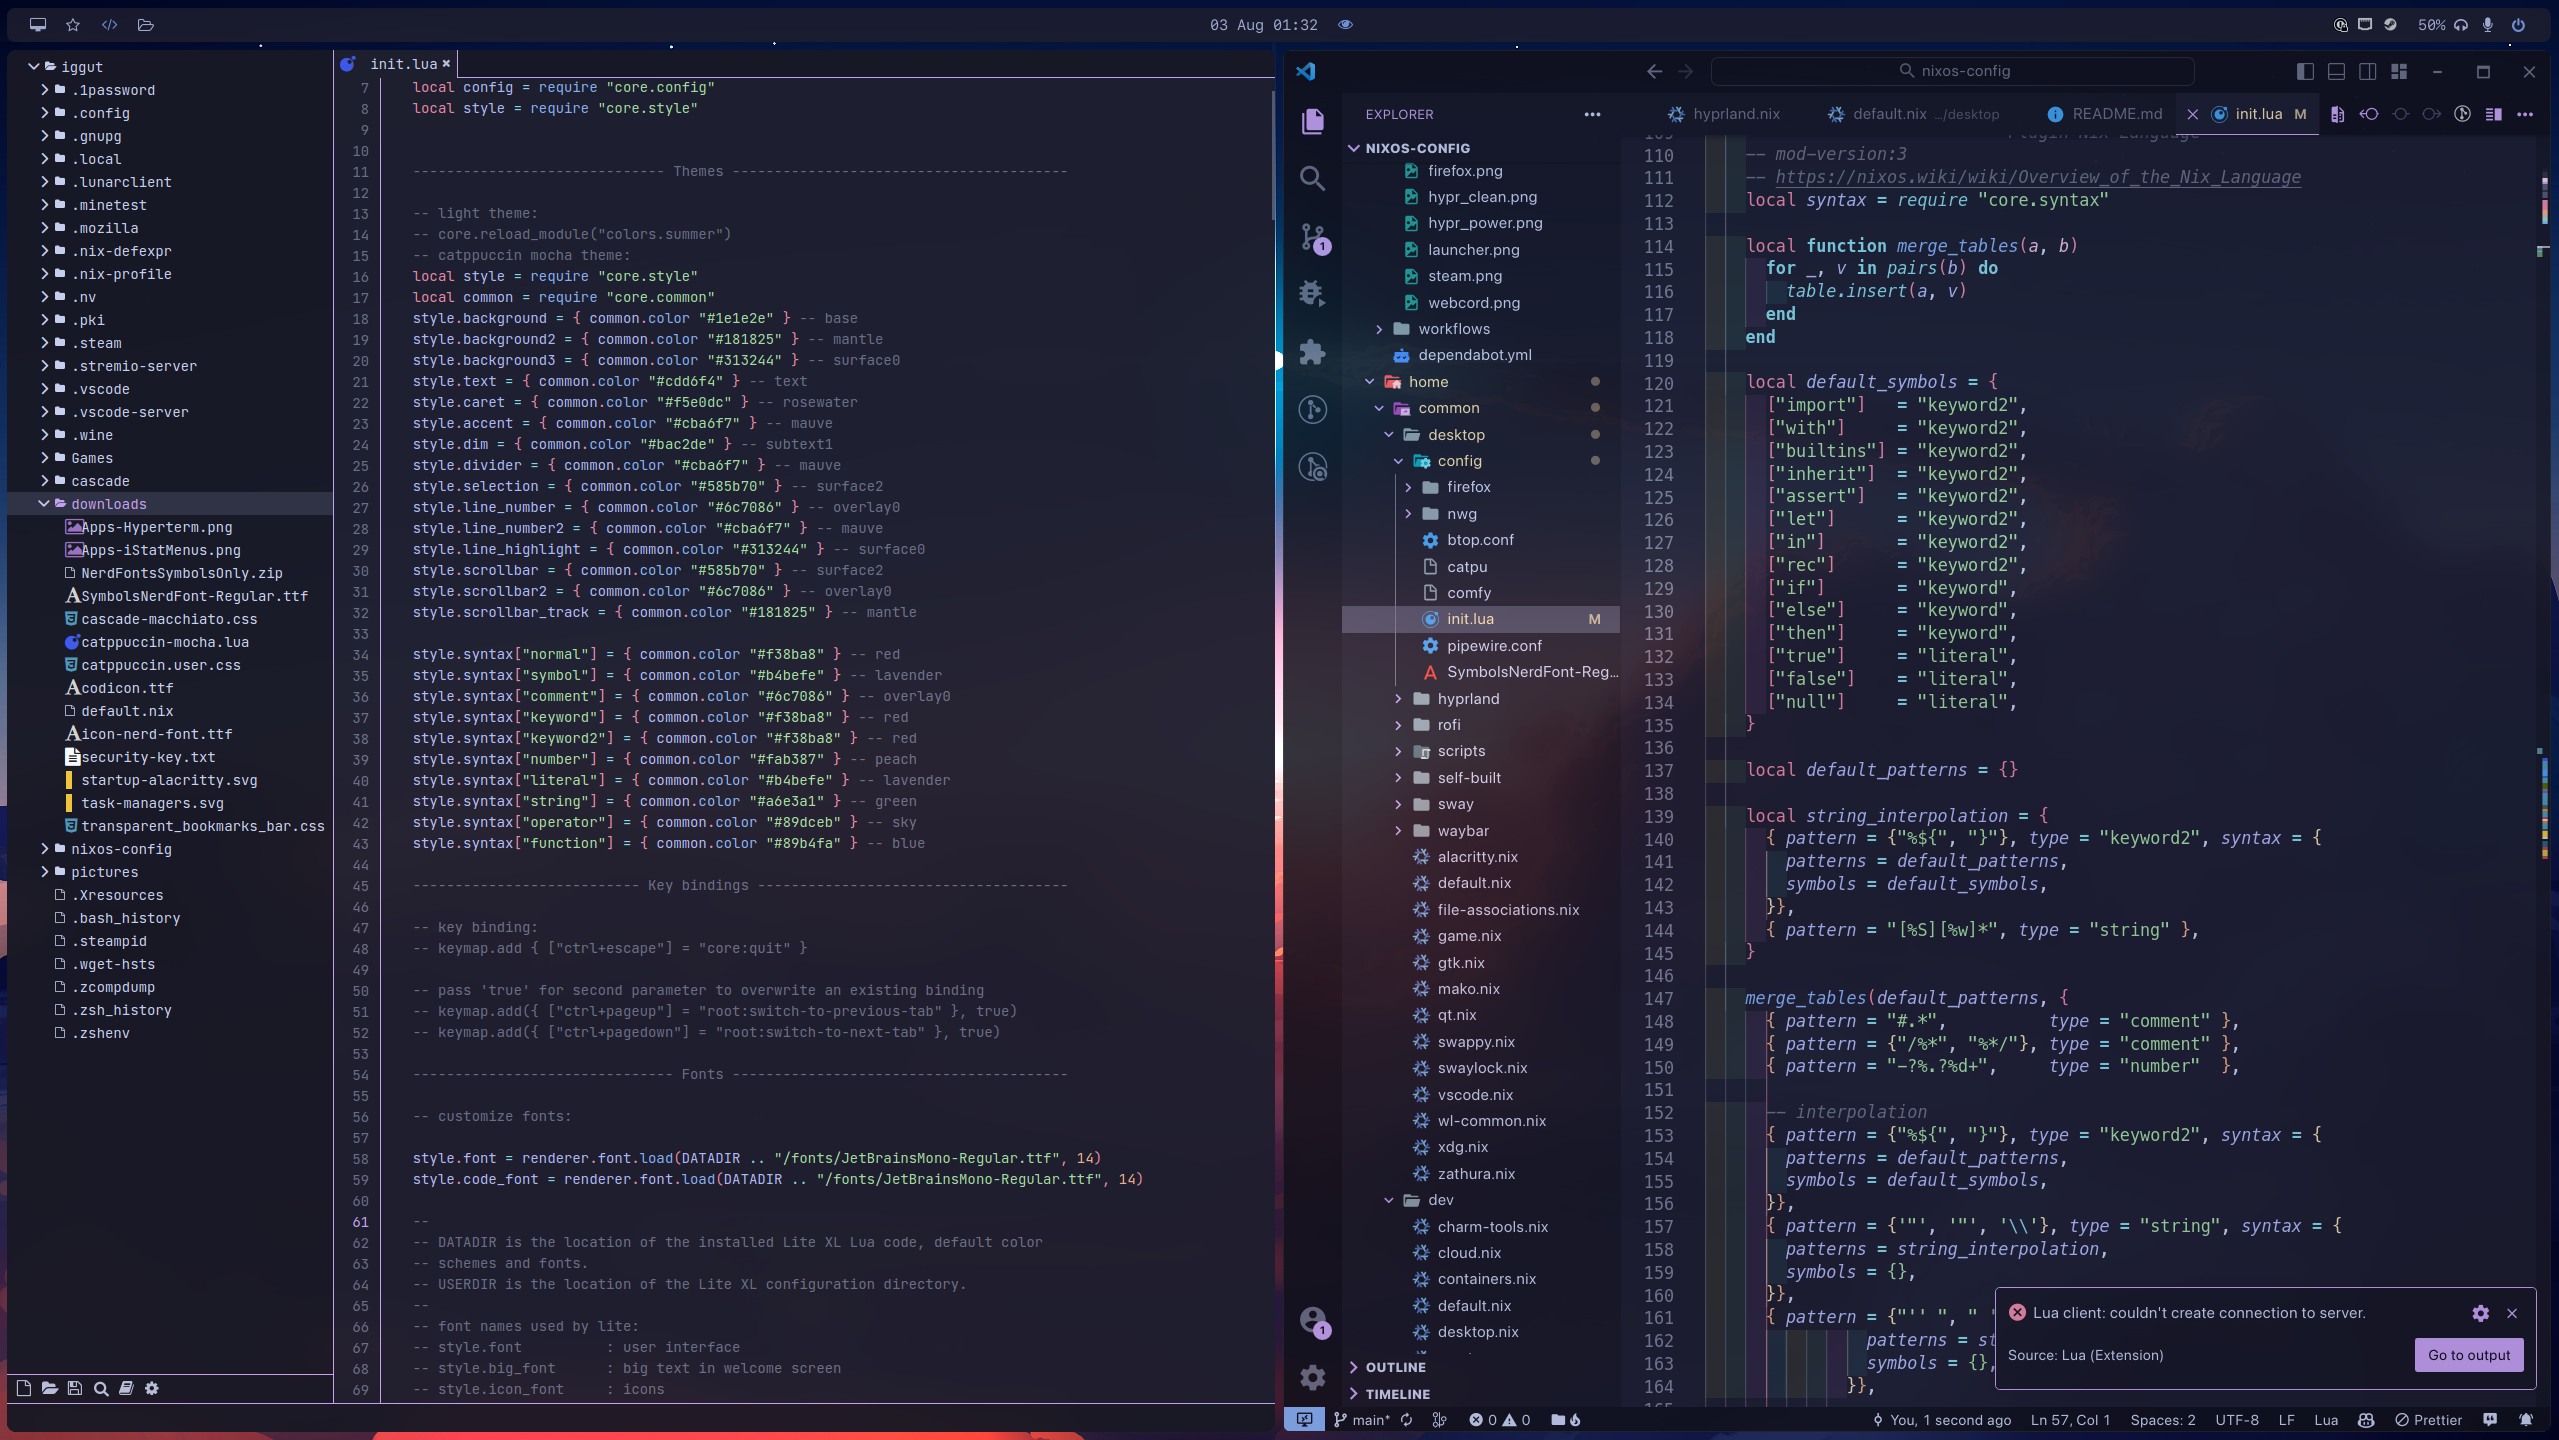 03 Aug 01:32
50%
iggut
.1password
.config
.gnupg
.local
.lunarclient
.minetest
.mozilla
.nix-defexpr
.nix-profile
.nv
.pki
.steam
.stremio-server
.vscode
.vscode-server
.wine
Games
cascade
downloads
Apps-Hyperterm.png
Apps-iStatMenus.png
NerdFontsSymbolsOnly.zip
SymbolsNerdFont-Regular.ttf
cascade-macchiato.css
catppuccin-mocha.lua
catppuccin.user.css
codicon.ttf
default.nix
icon-nerd-font.ttf
security-key.txt
startup-alacritty.svg
task-managers.svg
transparent_bookmarks_bar.css
nixos-config
pictures
.Xresources
.bash_history
.steampid
.wget-hsts
.zcompdump
.zsh_history
.zshenv
init.lua
7 local config = require "core.config"
8 local style = require "core.style"
9
10
11 ------------------------------ Themes ----------------------------------------
12
13 -- light theme:
14 -- core.reload_module("colors.summer")
15 -- catppuccin mocha theme:
16 local style = require "core.style"
17 local common = require "core.common"
18 style.background = { common.color "#1e1e2e" } -- base
19 style.background2 = { common.color "#181825" } -- mantle
20 style.background3 = { common.color "#313244" } -- surface0
21 style.text = { common.color "#cdd6f4" } -- text
22 style.caret = { common.color "#f5e0dc" } -- rosewater
23 style.accent = { common.color "#cba6f7" } -- mauve
24 style.dim = { common.color "#bac2de" } -- subtext1
25 style.divider = { common.color "#cba6f7" } -- mauve
26 style.selection = { common.color "#585b70" } -- surface2
27 style.line_number = { common.color "#6c7086" } -- overlay0
28 style.line_number2 = { common.color "#cba6f7" } -- mauve
29 style.line_highlight = { common.color "#313244" } -- surface0
30 style.scrollbar = { common.color "#585b70" } -- surface2
31 style.scrollbar2 = { common.color "#6c7086" } -- overlay0
32 style.scrollbar_track = { common.color "#181825" } -- mantle
33
34 style.syntax["normal"] = { common.color "#f38ba8" } -- red
35 style.syntax["symbol"] = { common.color "#b4befe" } -- lavender
36 style.syntax["comment"] = { common.color "#6c7086" } -- overlay0
37 style.syntax["keyword"] = { common.color "#f38ba8" } -- red
38 style.syntax["keyword2"] = { common.color "#f38ba8" } -- red
39 style.syntax["number"] = { common.color "#fab387" } -- peach
40 style.syntax["literal"] = { common.color "#b4befe" } -- lavender
41 style.syntax["string"] = { common.color "#a6e3a1" } -- green
42 style.syntax["operator"] = { common.color "#89dceb" } -- sky
43 style.syntax["function"] = { common.color "#89b4fa" } -- blue
44
45 --------------------------- Key bindings -------------------------------------
46
47 -- key binding:
48 -- keymap.add { ["ctrl+escape"] = "core:quit" }
49
50 -- pass 'true' for second parameter to overwrite an existing binding
51 -- keymap.add({ ["ctrl+pageup"] = "root:switch-to-previous-tab" }, true)
52 -- keymap.add({ ["ctrl+pagedown"] = "root:switch-to-next-tab" }, true)
53
54 ------------------------------- Fonts ----------------------------------------
55
56 -- customize fonts:
57
58 style.font = renderer.font.load(DATADIR .. "/fonts/JetBrainsMono-Regular.ttf", 14)
59 style.code_font = renderer.font.load(DATADIR .. "/fonts/JetBrainsMono-Regular.ttf", 14)
60
61 --
62 -- DATADIR is the location of the installed Lite XL Lua code, default color
63 -- schemes and fonts.
64 -- USERDIR is the location of the Lite XL configuration directory.
65 --
66 -- font names used by lite:
67 -- style.font : user interface
68 -- style.big_font : big text in welcome screen
69 -- style.icon_font : icons
nixos-config
EXPLORER
NIXOS-CONFIG
firefox.png
hypr_clean.png
hypr_power.png
launcher.png
steam.png
webcord.png
workflows
dependabot.yml
home
common
desktop
config
firefox
nwg
btop.conf
catpu
comfy
init.lua M
pipewire.conf
SymbolsNerdFont-Reg...
hyprland
rofi
scripts
self-built
sway
waybar
alacritty.nix
default.nix
file-associations.nix
game.nix
gtk.nix
mako.nix
qt.nix
swappy.nix
swaylock.nix
vscode.nix
wl-common.nix
xdg.nix
zathura.nix
dev
charm-tools.nix
cloud.nix
containers.nix
default.nix
desktop.nix
OUTLINE
TIMELINE
1
1
hyprland.nix
default.nix .../desktop
README.md
init.lua M
109 Plugin Nix Language
110 -- mod-version:3
111 -- https://nixos.wiki/wiki/Overview_of_the_Nix_Language
112 local syntax = require "core.syntax"
113
114 local function merge_tables(a, b)
115 for _, v in pairs(b) do
116 table.insert(a, v)
117 end
118 end
119
120 local default_symbols = {
121 ["import"] = "keyword2",
122 ["with"] = "keyword2",
123 ["builtins"] = "keyword2",
124 ["inherit"] = "keyword2",
125 ["assert"] = "keyword2",
126 ["let"] = "keyword2",
127 ["in"] = "keyword2",
128 ["rec"] = "keyword2",
129 ["if"] = "keyword",
130 ["else"] = "keyword",
131 ["then"] = "keyword",
132 ["true"] = "literal",
133 ["false"] = "literal",
134 ["null"] = "literal",
135 }
136
137 local default_patterns = {}
138
139 local string_interpolation = {
140 { pattern = {"%${", "}"}, type = "keyword2", syntax = {
141 patterns = default_patterns,
142 symbols = default_symbols,
143 }},
144 { pattern = "[%S][%w]*", type = "string" },
145 }
146
147 merge_tables(default_patterns, {
148 { pattern = "#.*", type = "comment" },
149 { pattern = {"/%*", "%*/"}, type = "comment" },
150 { pattern = "-?%.?%d+", type = "number" },
151
152 -- interpolation
153 { pattern = {"%${", "}"}, type = "keyword2", syntax = {
154 patterns = default_patterns,
155 symbols = default_symbols,
156 }},
157 { pattern = {'"', '"', '\\'}, type = "string", syntax = {
158 patterns = string_interpolation,
159 symbols = {},
160 }},
161 { pattern = {"''
162 patterns = st
163 symbols = {},
164 }},
Lua client: couldn't create connection to server.
Source: Lua (Extension)
Go to output
main*
0
0
You, 1 second ago
Ln 57, Col 1
Spaces: 2
UTF-8
LF
Lua
Prettier